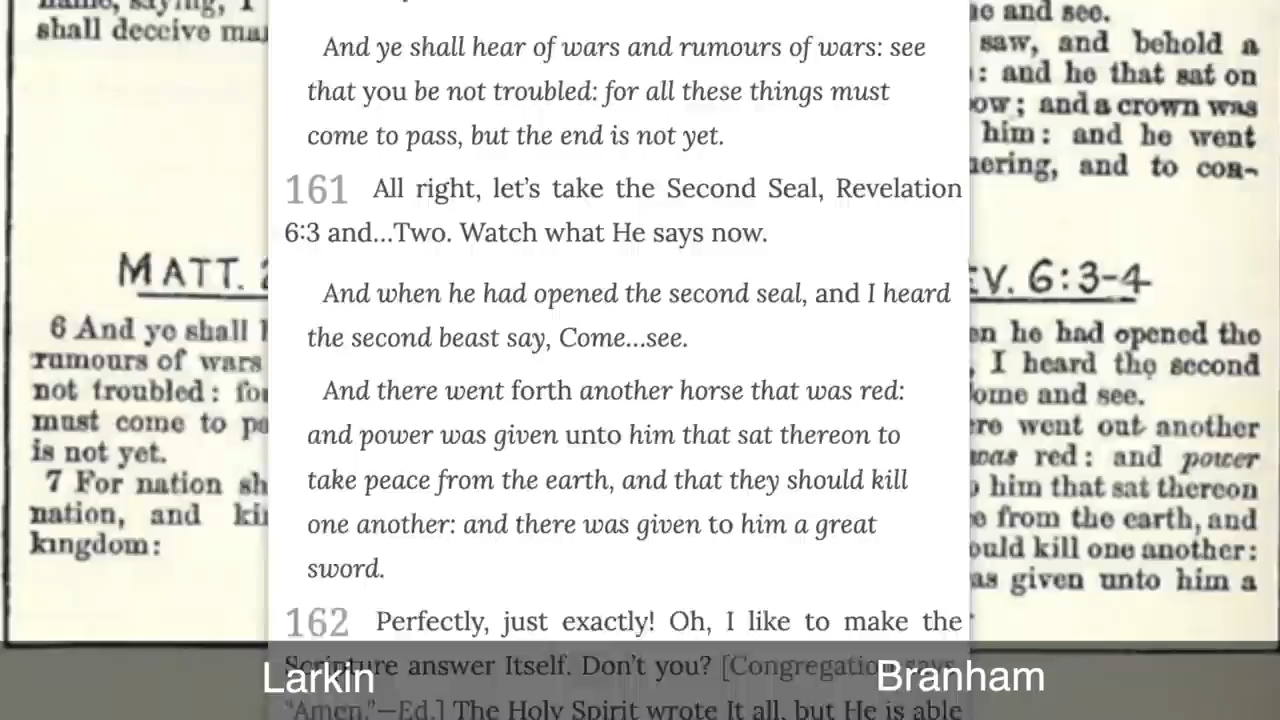 name, saying, I
shall deceive
MATT.
6 And ye shall
rumours of wars
not troubled:
must come to
is not yet.
7 For nation
nation, and
kingdom:
And ye shall hear of wars and rumours of wars: see
that you be not troubled: for all these things must
come to pass, but the end is not yet.
161 All right, let's take the Second Seal, Revelation
6:3 and...Two. Watch what He says now.
And when he had opened the second seal, and I heard
the second beast say, Come...see.
And there went forth another horse that was red:
and power was given unto him that sat thereon to
take peace from the earth, and that they should kill
one another: and there was given to him a great
sword.
162 Perfectly, just exactly! Oh, I like to make the
Scripture answer Itself. Don't you? [Congregation says,
"Amen."—Ed.] The Holy Spirit wrote It all, but He is able
and see.
saw, and behold a
: and he that sat on
; and a crown was
him: and he went
and to con-
6:3-4
he had opened the
, I heard the second
and see.
went out another
was red: and power
him that sat thereon
from the earth, and
kill one another:
given unto him a
Larkin
Branham